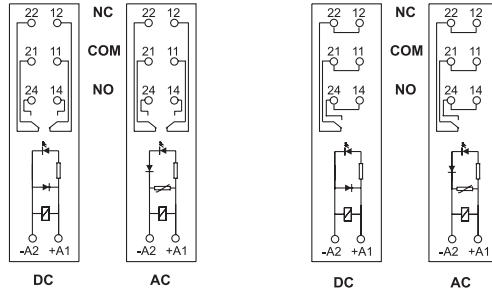 22 12 NC 22 12 22 12 NC 22 12
21 11 COM 21 11 21 11 COM 21 11
24 14 NO 24 14 24 14 NO 24 14
-A2 +A1 -A2 +A1 -A2 +A1 -A2 +A1
DC AC DC AC